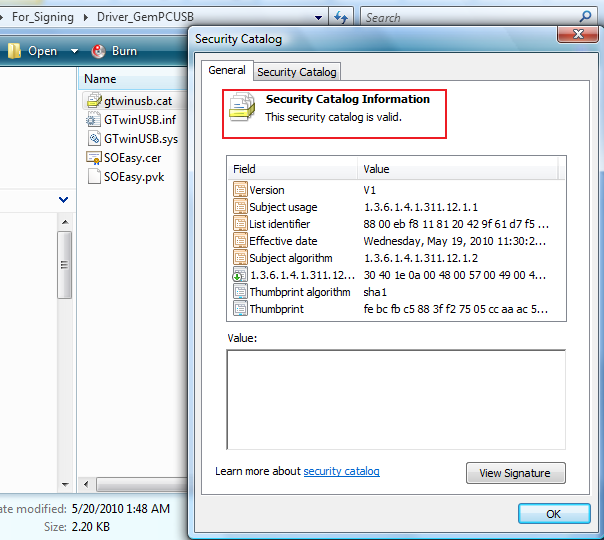 For_Signing Driver_GemPCUSB
Search
Open Burn
Name
gtwinusb.cat
GTwinUSB.inf
GTwinUSB.sys
SOEasy.cer
SOEasy.pvk
ate modified: 5/20/2010 1:48 AM
Size: 2.20 KB
Security Catalog
General Security Catalog
Security Catalog Information
This security catalog is valid.
Field Value
Version V1
Subject usage 1.3.6.1.4.1.311.12.1.1
List identifier 88 00 eb f8 11 81 20 42 9f 61 d7 f5 ...
Effective date Wednesday, May 19, 2010 11:30:2...
Subject algorithm 1.3.6.1.4.1.311.12.1.2
1.3.6.1.4.1.311.12.... 30 40 1e 0a 00 48 00 57 00 49 00 4...
Thumbprint algorithm sha1
Thumbprint fe bc fb c5 88 3f f2 75 05 cc aa ac 5...
Value:
Learn more about security catalog
View Signature
OK